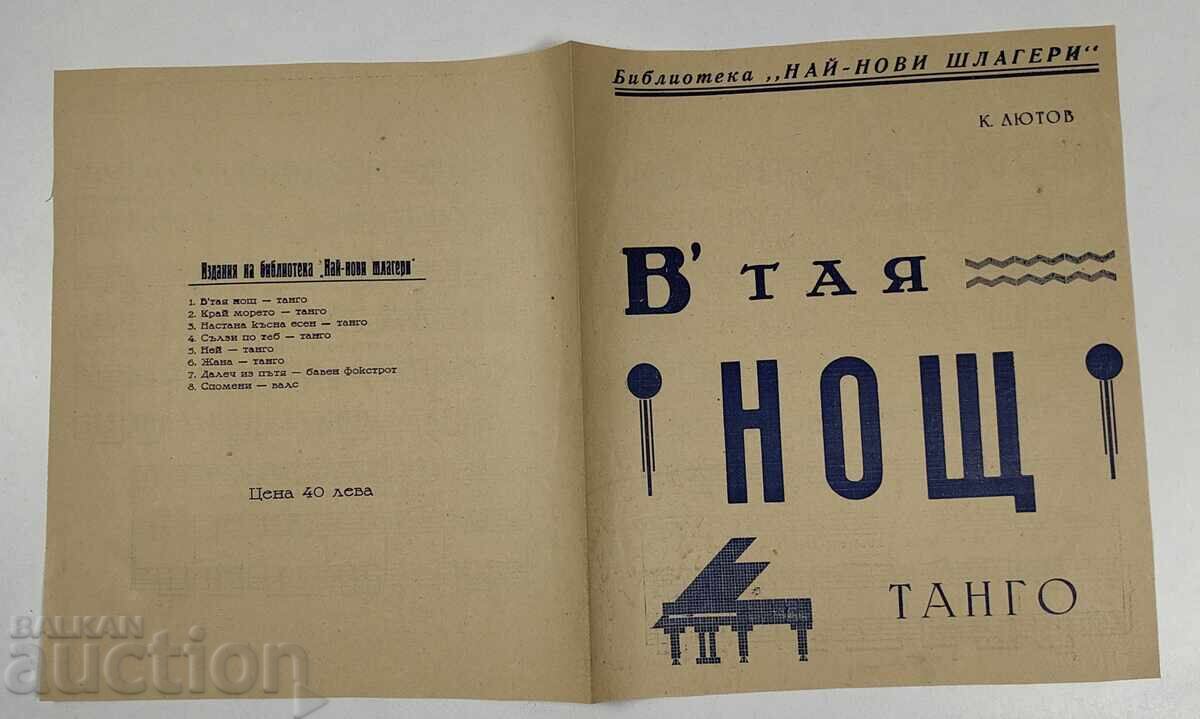 Издания на библиотека „Най-нови шлагери“
1. В'тая нощ — танго
2. Край морето — танго
3. Настана късна есен — танго
4. Сълзи по теб — танго
5. Ней — танго
6. Жана — танго
7. Далеч из пътя — бавен фокстрот
8. Спомени — валс
Цена 40 лева
Библиотека „НАЙ-НОВИ ШЛАГЕРИ“
К. ЛЮТОВ
В' ТАЯ
НОЩ
ТАНГО
BALKAN
auction